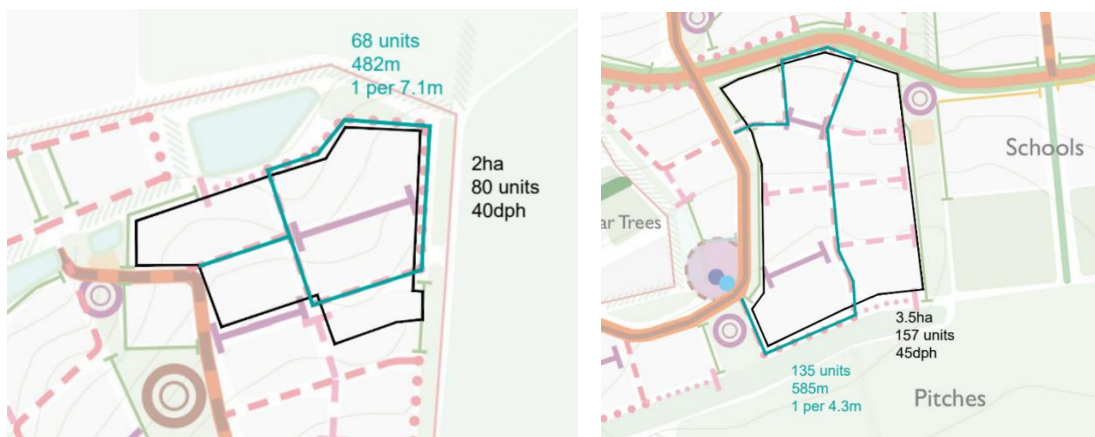 68 units
482m
1 per 7.1m
2ha
80 units
40dph
Schools
ar Trees
3.5ha
157 units
45dph
135 units
585m
1 per 4.3m
Pitches